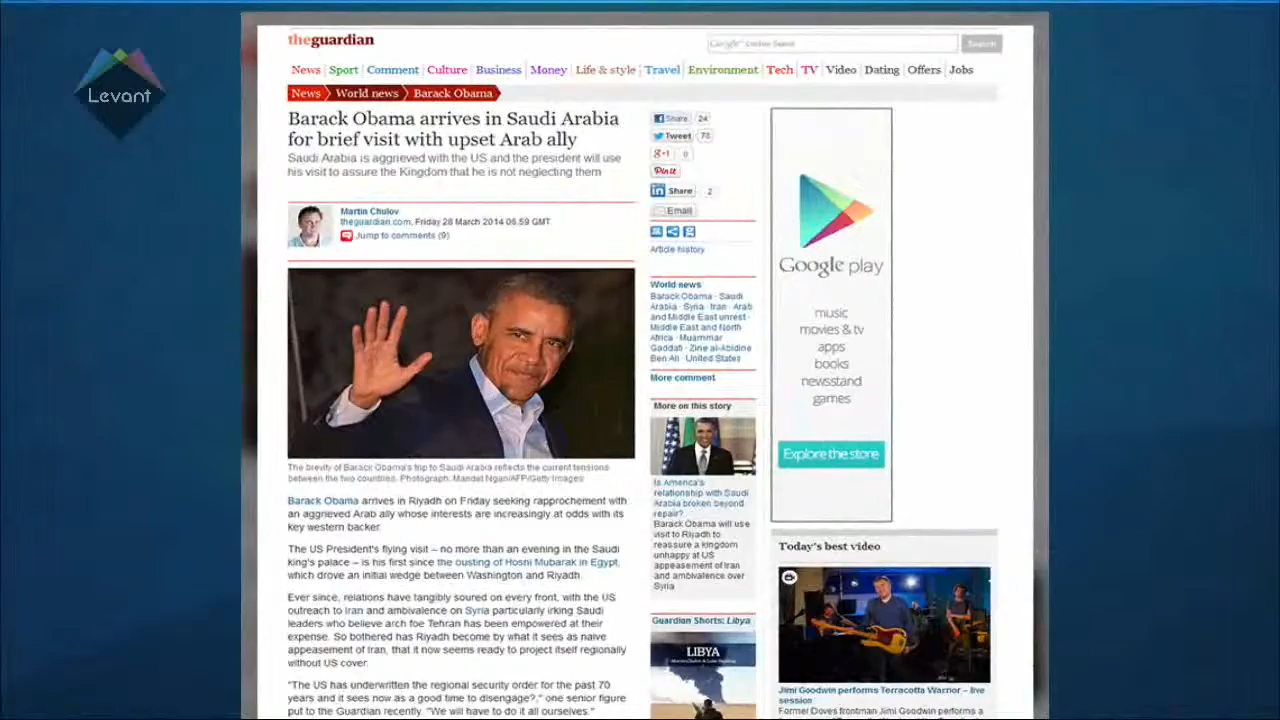 Levant
theguardian
Google™ Custom Search
Search
News
Sport
Comment
Culture
Business
Money
Life & style
Travel
Environment
Tech
TV
Video
Dating
Offers
Jobs
News
World news
Barack Obama
Barack Obama arrives in Saudi Arabia
for brief visit with upset Arab ally
Saudi Arabia is aggrieved with the US and the president will use
his visit to assure the Kingdom that he is not neglecting them
Martin Chulov
theguardian.com, Friday 28 March 2014 06.59 GMT
Jump to comments (9)
The brevity of Barack Obama's trip to Saudi Arabia reflects the current tensions
between the two countries. Photograph: Mandel Ngan/AFP/Getty Images
Barack Obama arrives in Riyadh on Friday seeking rapprochement with
an aggrieved Arab ally whose interests are increasingly at odds with its
key western backer.
The US President's flying visit – no more than an evening in the Saudi
king's palace – is his first since the ousting of Hosni Mubarak in Egypt,
which drove an initial wedge between Washington and Riyadh.
Ever since, relations have tangibly soured on every front, with the US
outreach to Iran and ambivalence on Syria particularly irking Saudi
leaders who believe arch foe Tehran has been empowered at their
expense. So bothered has Riyadh become by what it sees as naive
appeasement of Iran, that it now seems ready to project itself regionally
without US cover.
"The US has underwritten the regional security order for the past 70
years and it sees now as a good time to disengage?," one senior figure
put to the Guardian recently. "We will have to do it all ourselves."
Share 24
Tweet 78
g+1 0
Pin it
in Share 2
Email
Article history
World news
Barack Obama · Saudi
Arabia · Syria · Iran · Arab
and Middle East unrest ·
Middle East and North
Africa · Muammar
Gaddafi · Zine al-Abidine
Ben Ali · United States
More comment
More on this story
Is America's
relationship with Saudi
Arabia broken beyond
repair?
Barack Obama will use
visit to Riyadh to
reassure a kingdom
unhappy at US
appeasement of Iran
and ambivalence over
Syria
Guardian Shorts: Libya
LIBYA
Google play
music
movies & tv
apps
books
newsstand
games
Explore the store
Today's best video
Jimi Goodwin performs Terracotta Warrior – live
session
Former Doves frontman Jimi Goodwin performs a